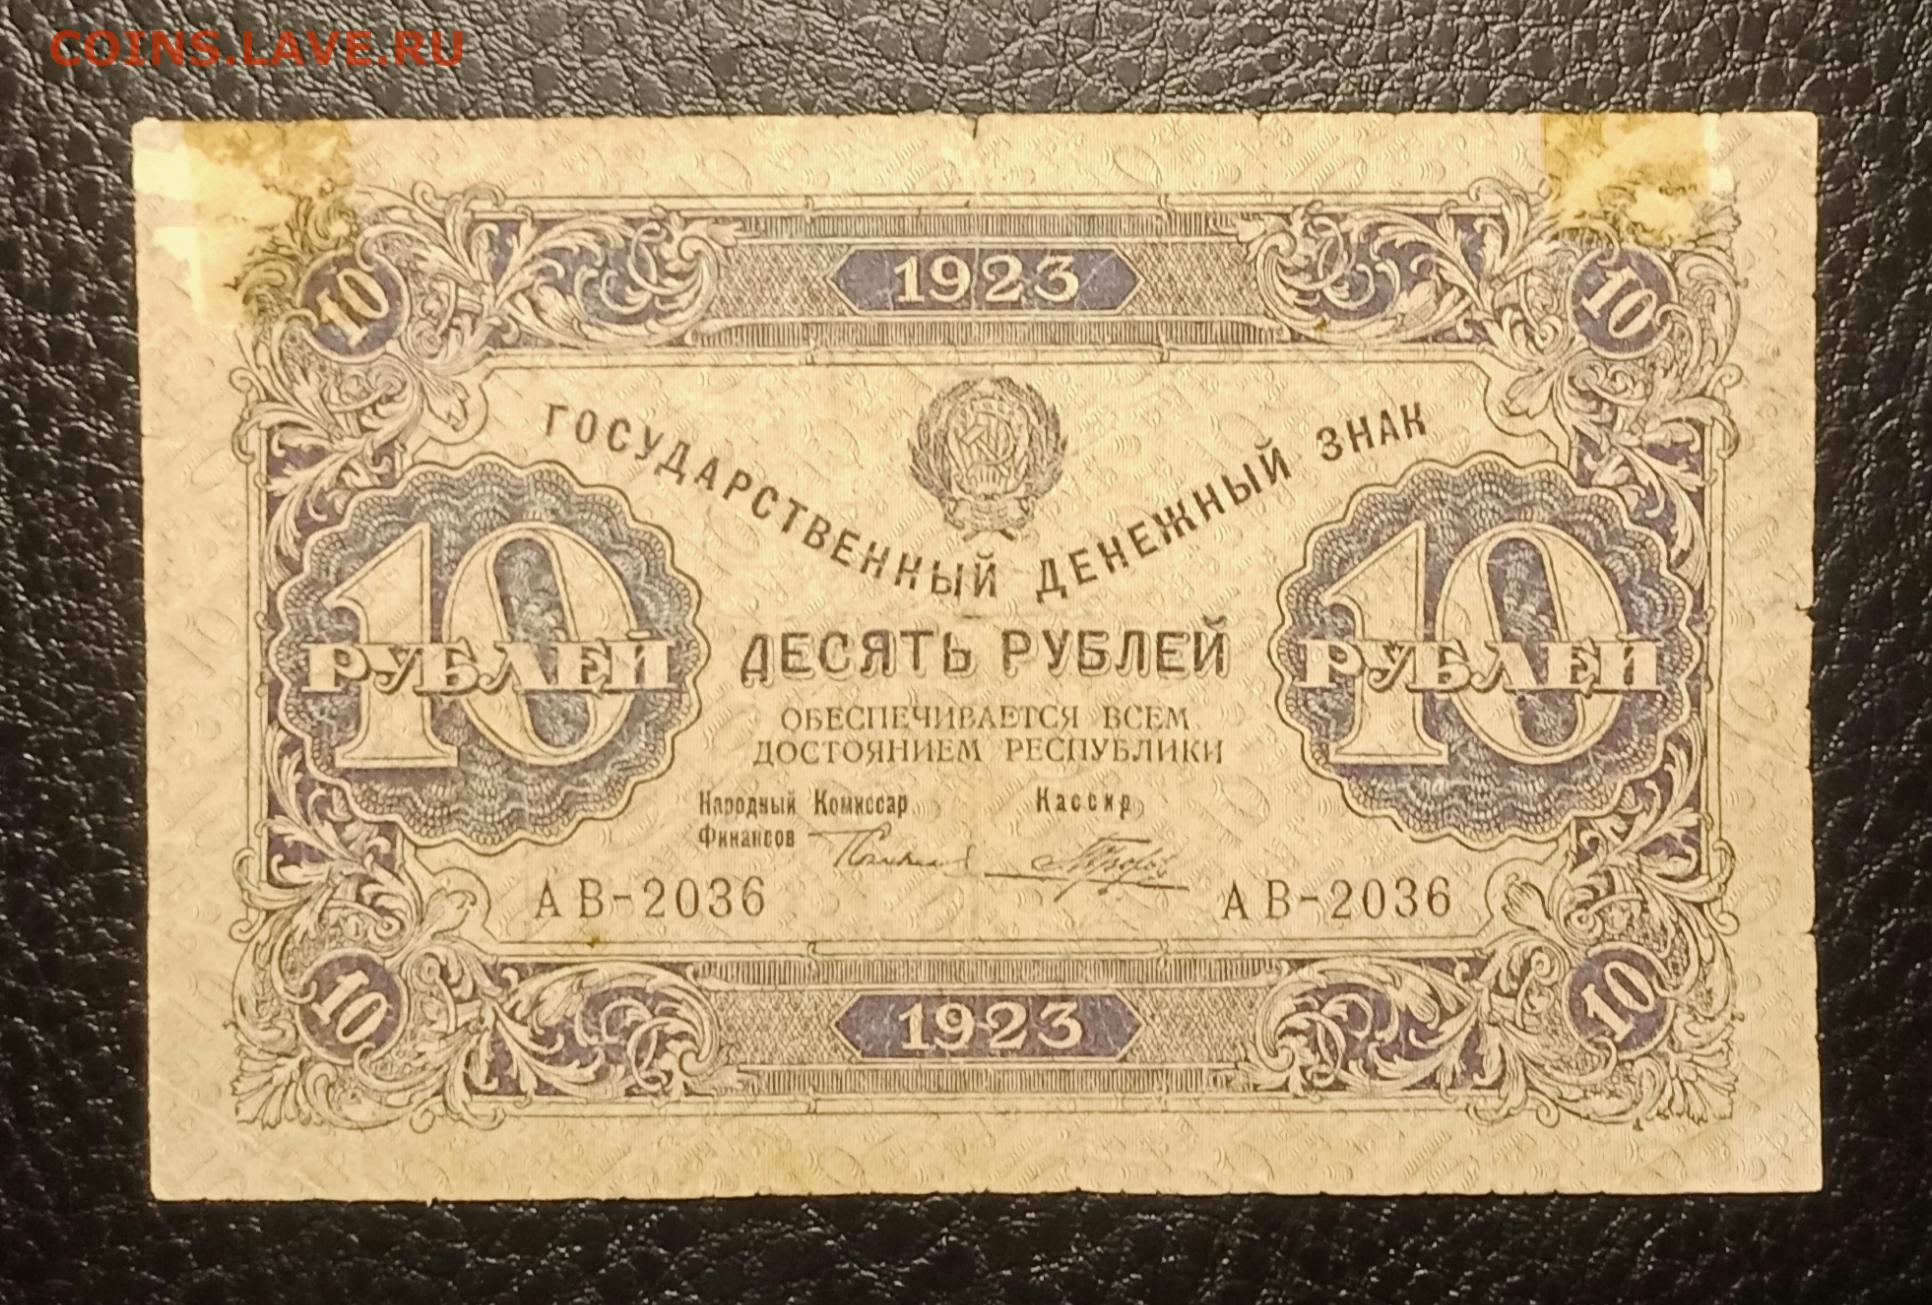 COINS.LAVE.RU
1923
10 10
ГОСУДАРСТВЕННЫЙ ДЕНЕЖНЫЙ ЗНАК
10 РУБЛЕЙ
ДЕСЯТЬ РУБЛЕЙ
10 РУБЛЕЙ
ОБЕСПЕЧИВАЕТСЯ ВСЕМ
ДОСТОЯНИЕМ РЕСПУБЛИКИ
Народный Комиссар Кассир
Финансов
АВ-2036 АВ-2036
10 10
1923